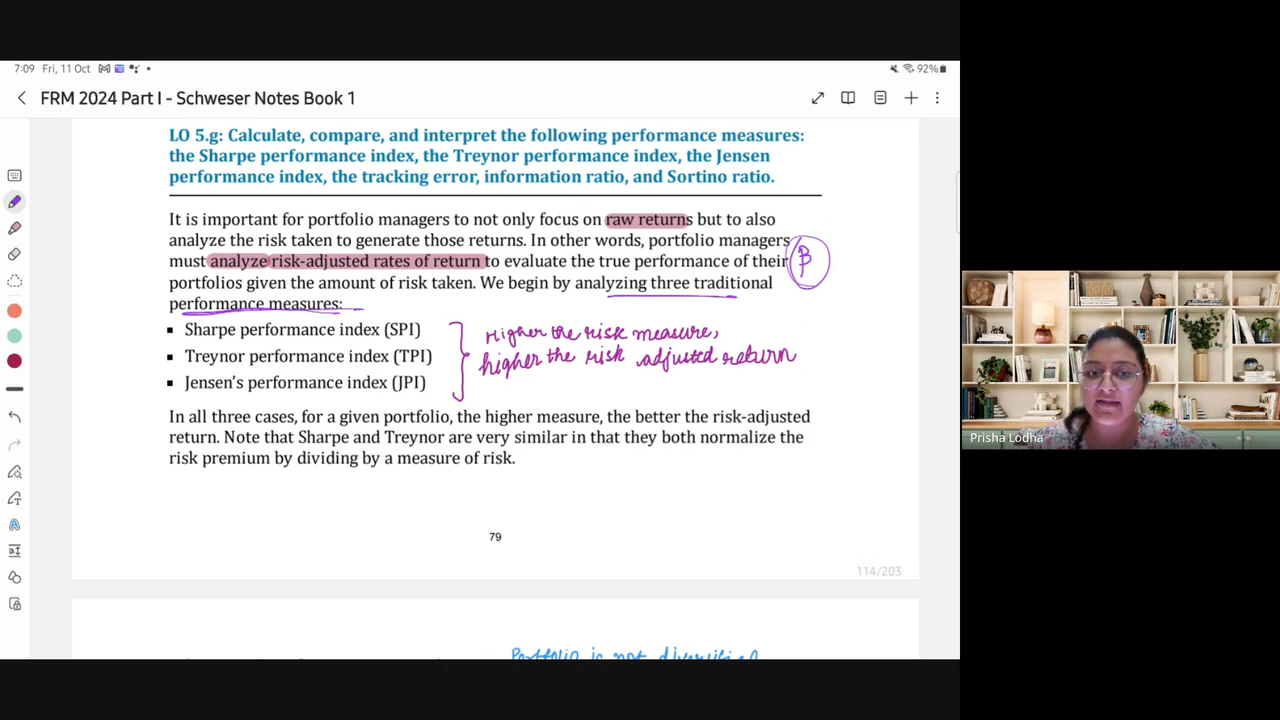 7:09 Fri, 11 Oct
92%
FRM 2024 Part I - Schweser Notes Book 1
LO 5.g: Calculate, compare, and interpret the following performance measures:
the Sharpe performance index, the Treynor performance index, the Jensen
performance index, the tracking error, information ratio, and Sortino ratio.
It is important for portfolio managers to not only focus on raw returns but to also
analyze the risk taken to generate those returns. In other words, portfolio managers
must analyze risk-adjusted rates of return to evaluate the true performance of their
β
portfolios given the amount of risk taken. We begin by analyzing three traditional
performance measures:
▪ Sharpe performance index (SPI)
▪ Treynor performance index (TPI)
▪ Jensen's performance index (JPI)
Higher the risk measure,
higher the risk adjusted return
In all three cases, for a given portfolio, the higher measure, the better the risk-adjusted
return. Note that Sharpe and Treynor are very similar in that they both normalize the
risk premium by dividing by a measure of risk.
79
114/203
Portfolio is not diversified
Prisha Lodha